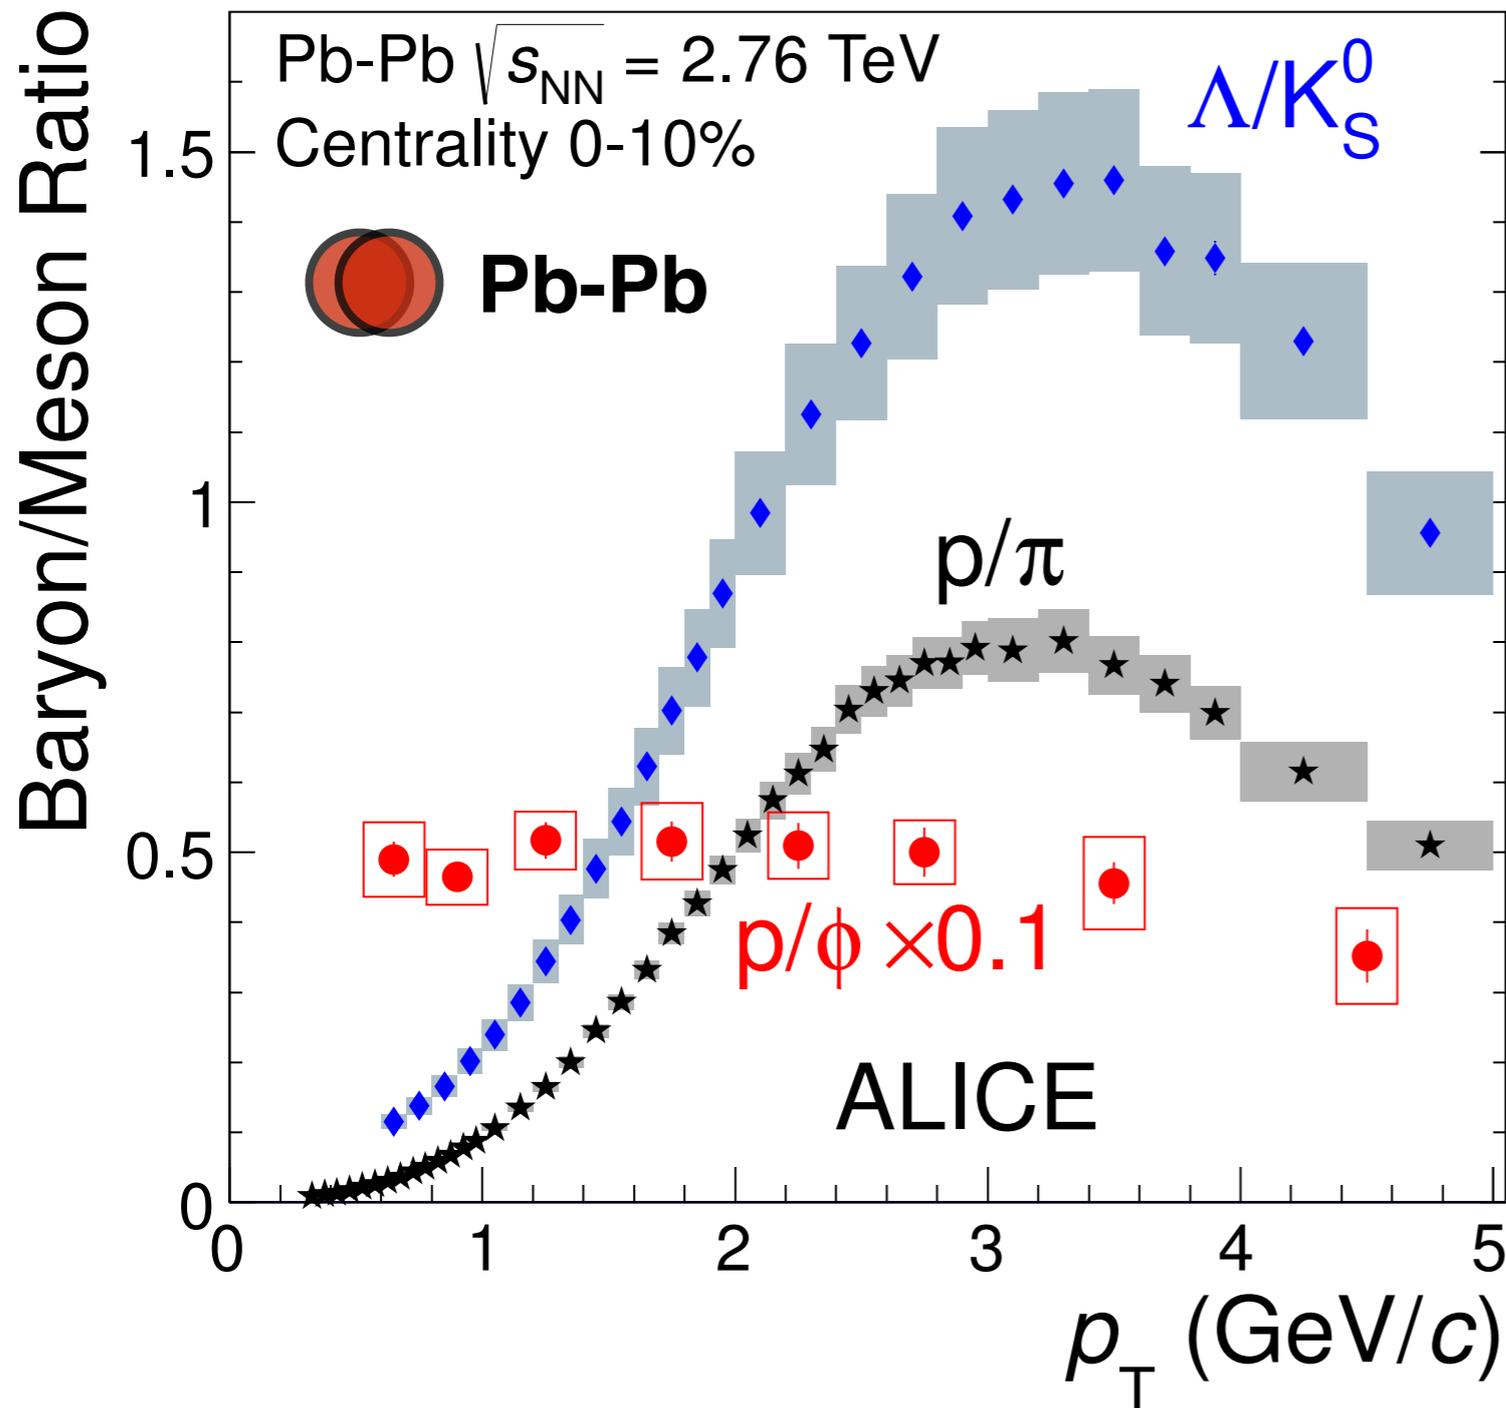 Baryon/Meson Ratio
Pb-Pb √sNN = 2.76 TeV
Centrality 0-10%
Λ/K0S
Pb-Pb
p/π
p/ϕ ×0.1
ALICE
1.5
1
0.5
0
0 1 2 3 4 5
pT (GeV/c)